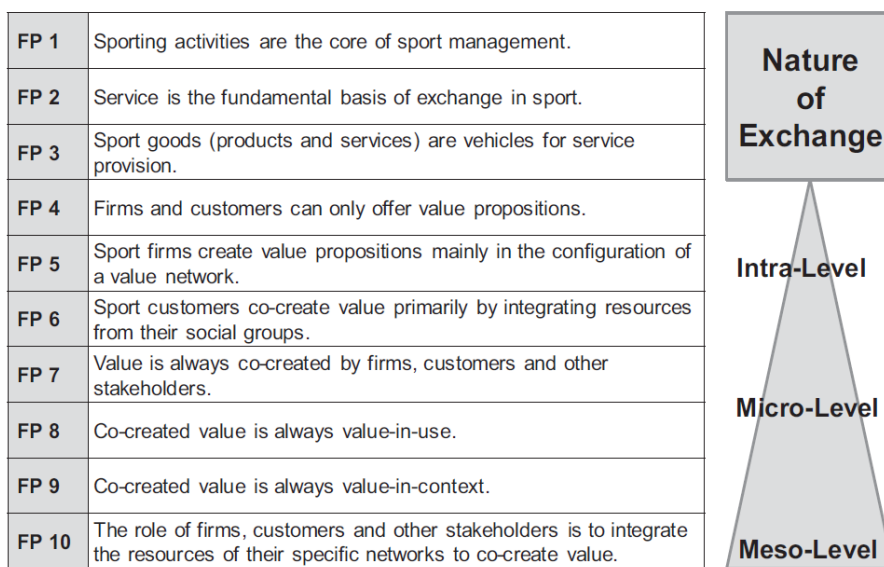 FP 1 Sporting activities are the core of sport management.
FP 2 Service is the fundamental basis of exchange in sport.
FP 3 Sport goods (products and services) are vehicles for service
provision.
FP 4 Firms and customers can only offer value propositions.
FP 5 Sport firms create value propositions mainly in the configuration of
a value network.
FP 6 Sport customers co-create value primarily by integrating resources
from their social groups.
FP 7 Value is always co-created by firms, customers and other
stakeholders.
FP 8 Co-created value is always value-in-use.
FP 9 Co-created value is always value-in-context.
FP 10 The role of firms, customers and other stakeholders is to integrate
the resources of their specific networks to co-create value.
Nature
of
Exchange
Intra-Level
Micro-Level
Meso-Level